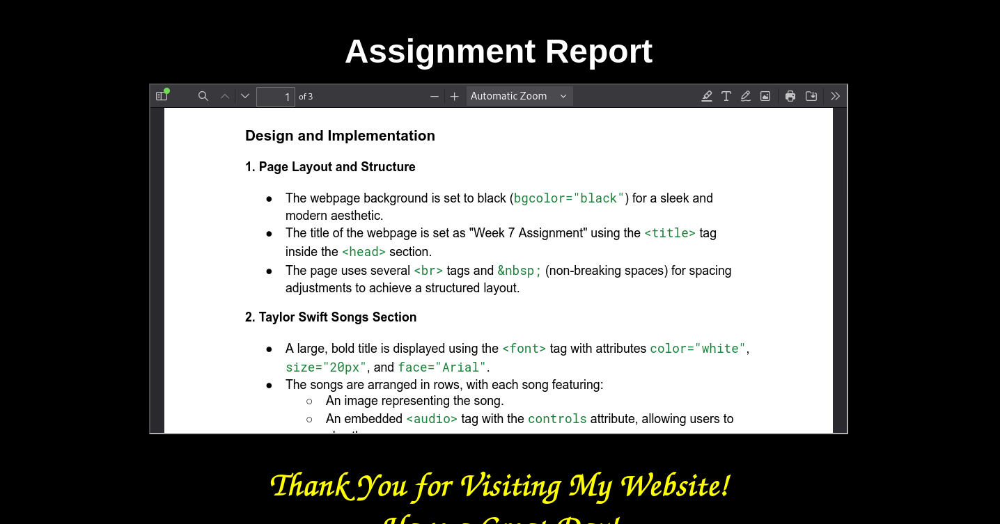 Assignment Report
1 of 3 Automatic Zoom
Design and Implementation
1. Page Layout and Structure
● The webpage background is set to black (bgcolor="black") for a sleek and
modern aesthetic.
● The title of the webpage is set as "Week 7 Assignment" using the <title> tag
inside the <head> section.
● The page uses several <br> tags and &nbsp; (non-breaking spaces) for spacing
adjustments to achieve a structured layout.
2. Taylor Swift Songs Section
● A large, bold title is displayed using the <font> tag with attributes color="white",
size="20px", and face="Arial".
● The songs are arranged in rows, with each song featuring:
○ An image representing the song.
○ An embedded <audio> tag with the controls attribute, allowing users to
Thank You for Visiting My Website!
Have a Great Day!